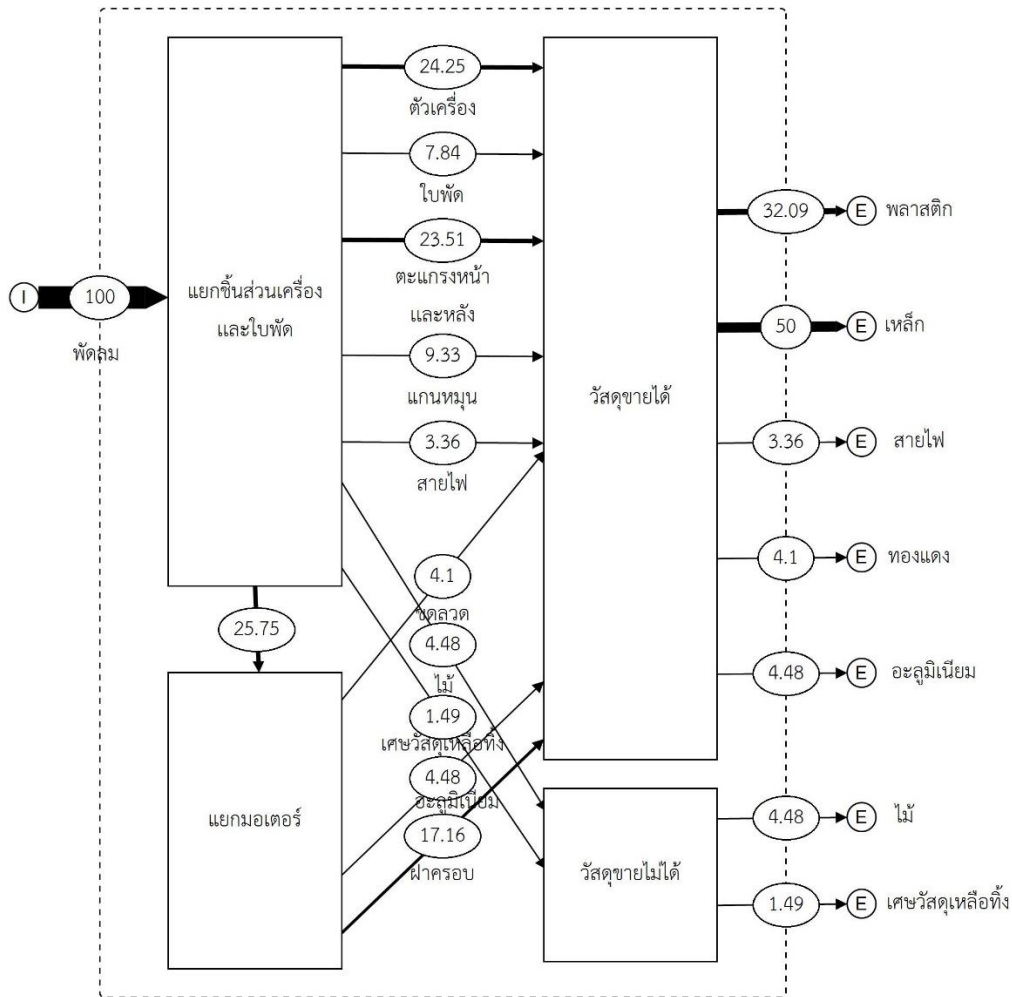 24.25
ตัวเครื่อง
7.84
ใบพัด
32.09
E
พลาสติก
23.51
ตะแกรงหน้า
และหลัง
I
100
พัดลม
แยกชิ้นส่วนเครื่อง
และใบพัด
50
E
เหล็ก
9.33
แกนหมุน
วัสดุขายได้
3.36
สายไฟ
3.36
E
สายไฟ
4.1
ขดลวด
4.1
E
ทองแดง
25.75
4.48
ไม้
4.48
E
อะลูมิเนียม
1.49
เศษวัสดุเหลือทิ้ง
4.48
อะลูมิเนียม
แยกมอเตอร์
17.16
ฝาครอบ
วัสดุขายไม่ได้
4.48
E
ไม้
1.49
E
เศษวัสดุเหลือทิ้ง